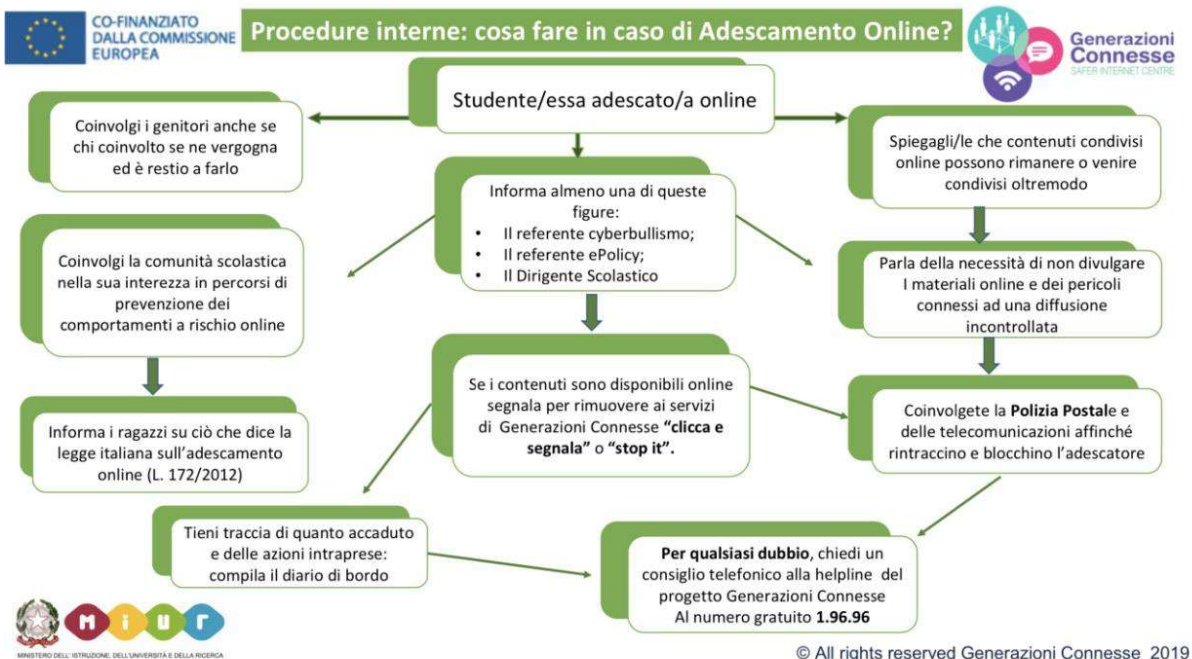 CO-FINANZIATO
DALLA COMMISSIONE
EUROPEA
Procedure interne: cosa fare in caso di Adescamento Online?
Generazioni
Connesse
SAFER INTERNET CENTRE
Studente/essa adescato/a online
Coinvolgi i genitori anche se
chi coinvolto se ne vergogna
ed è restio a farlo
Spiegagli/le che contenuti condivisi
online possono rimanere o venire
condivisi oltremodo
Informa almeno una di queste
figure:
• Il referente cyberbullismo;
• Il referente ePolicy;
• Il Dirigente Scolastico
Coinvolgi la comunità scolastica
nella sua interezza in percorsi di
prevenzione dei
comportamenti a rischio online
Parla della necessità di non divulgare
I materiali online e dei pericoli
connessi ad una diffusione
incontrollata
Se i contenuti sono disponibili online
segnala per rimuovere ai servizi
di Generazioni Connesse “clicca e
segnala” o “stop it”.
Coinvolgete la Polizia Postale e
delle telecomunicazioni affinché
rintraccino e blocchino l’adescatore
Informa i ragazzi su ciò che dice la
legge italiana sull’adescamento
online (L. 172/2012)
Tieni traccia di quanto accaduto
e delle azioni intraprese:
compila il diario di bordo
Per qualsiasi dubbio, chiedi un
consiglio telefonico alla helpline del
progetto Generazioni Connesse
Al numero gratuito 1.96.96
MIUR
MINISTERO DELL' ISTRUZIONE, DELL'UNIVERSITÀ E DELLA RICERCA
© All rights reserved Generazioni Connesse 2019